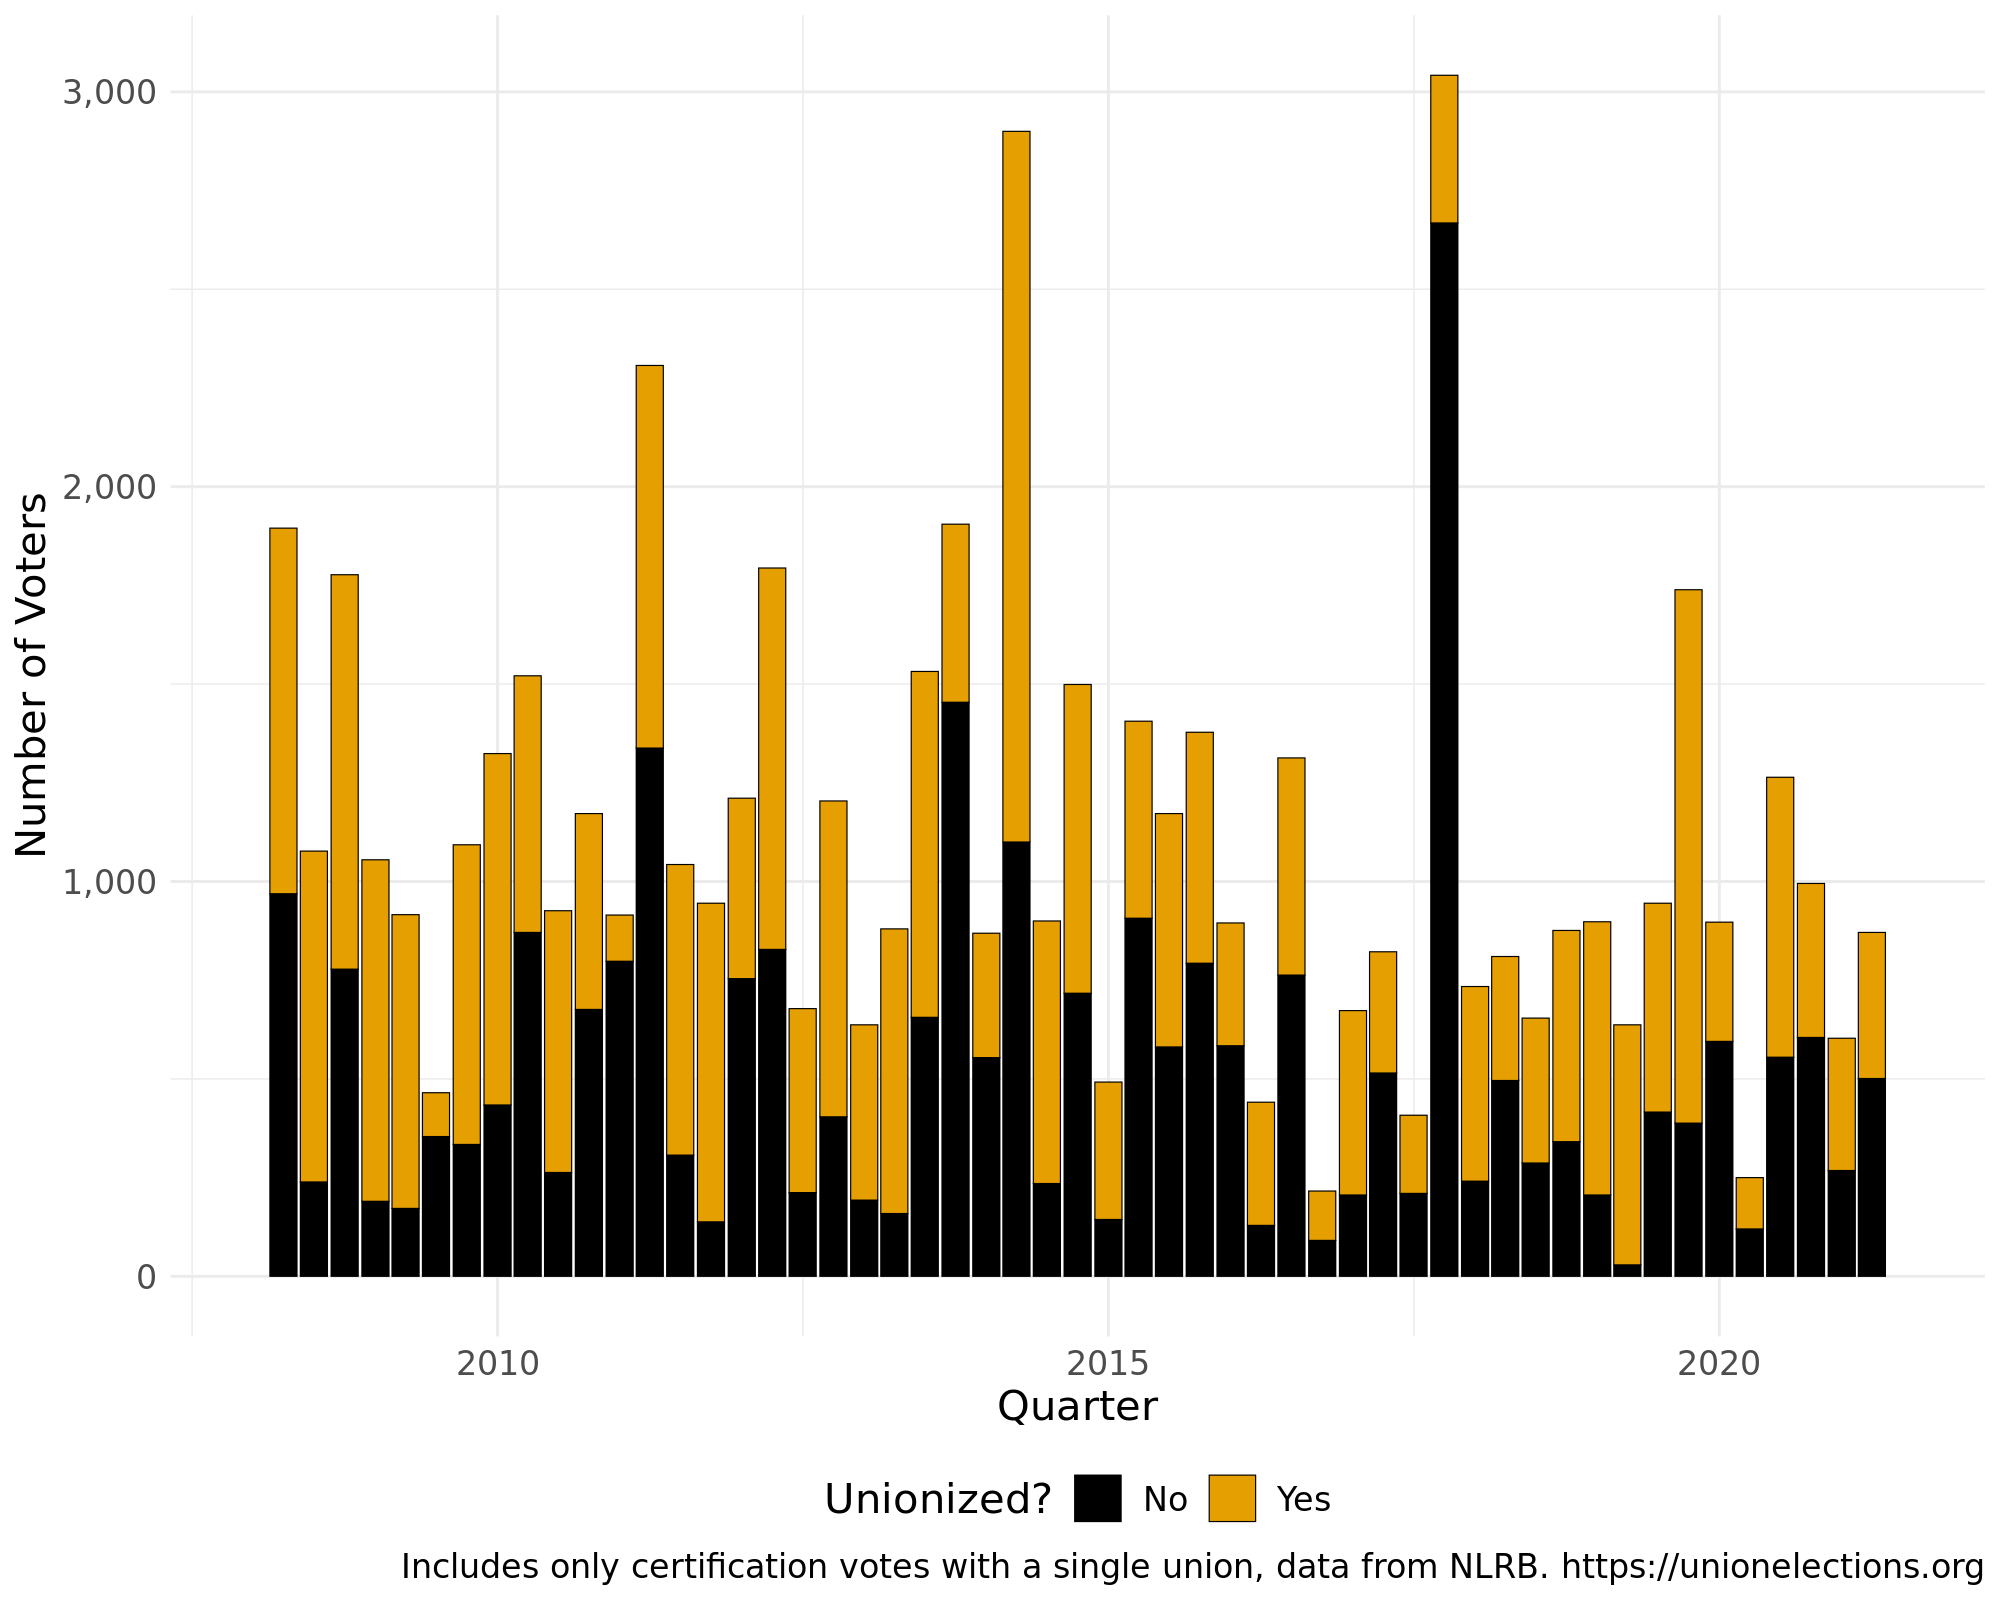 3,000
2,000
1,000
0
Number of Voters
2010 2015 2020
Quarter
Unionized? No Yes
Includes only certification votes with a single union, data from NLRB. https://unionelections.org